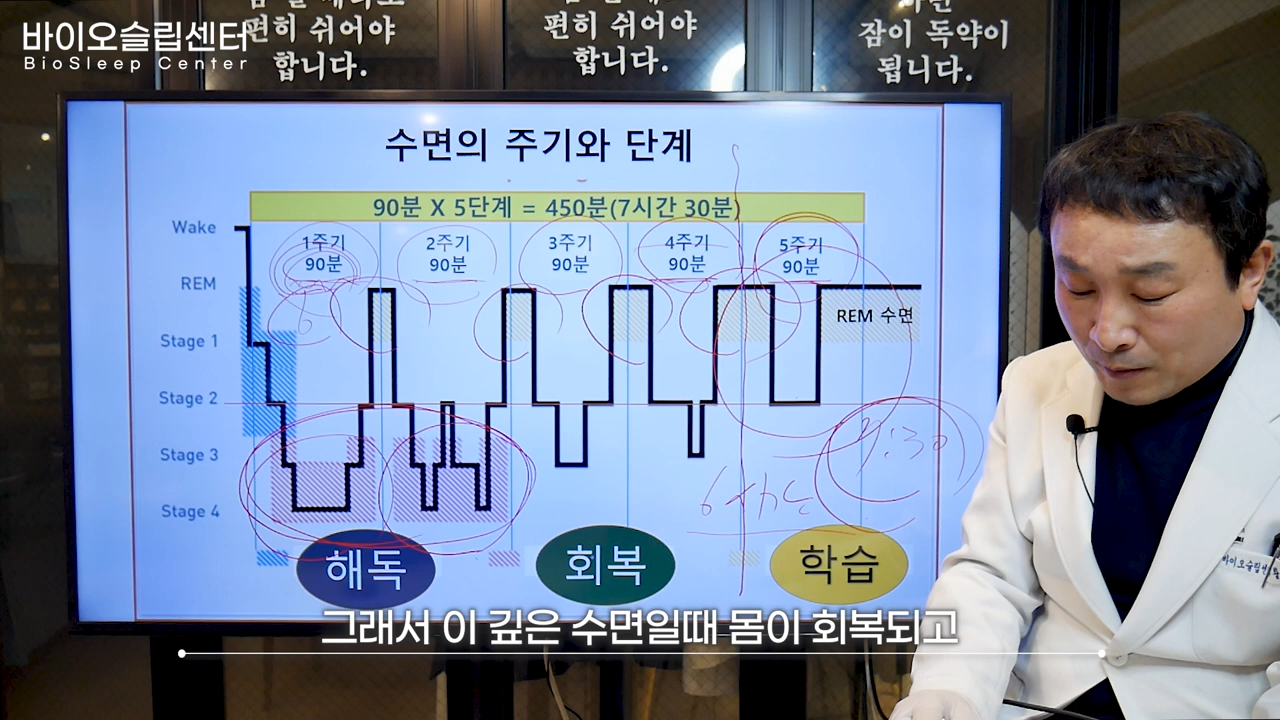 바이오슬립센터
BioSleep Center
편히 쉬어야
합니다.
편히 쉬어야
합니다.
잠이 독약이
됩니다.
수면의 주기와 단계
90분 X 5단계 = 450분(7시간 30분)
1주기
90분
2주기
90분
3주기
90분
4주기
90분
5주기
90분
Wake
REM
Stage 1
Stage 2
Stage 3
Stage 4
REM 수면
6시간
해독
회복
학습
그래서 이 깊은 수면일때 몸이 회복되고